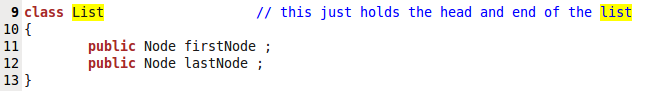 9 class List                   // this just holds the head and end of the list
10 {
11         public Node firstNode ;
12         public Node lastNode ;
13 }